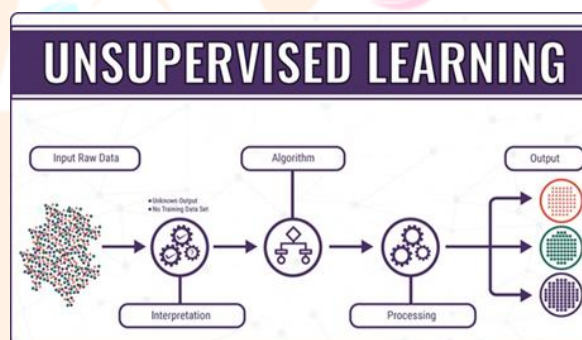 UNSUPERVISED LEARNING
Input Raw Data
Algorithm
Output
• Unknown Output
• No Training Data Set
Interpretation
Processing